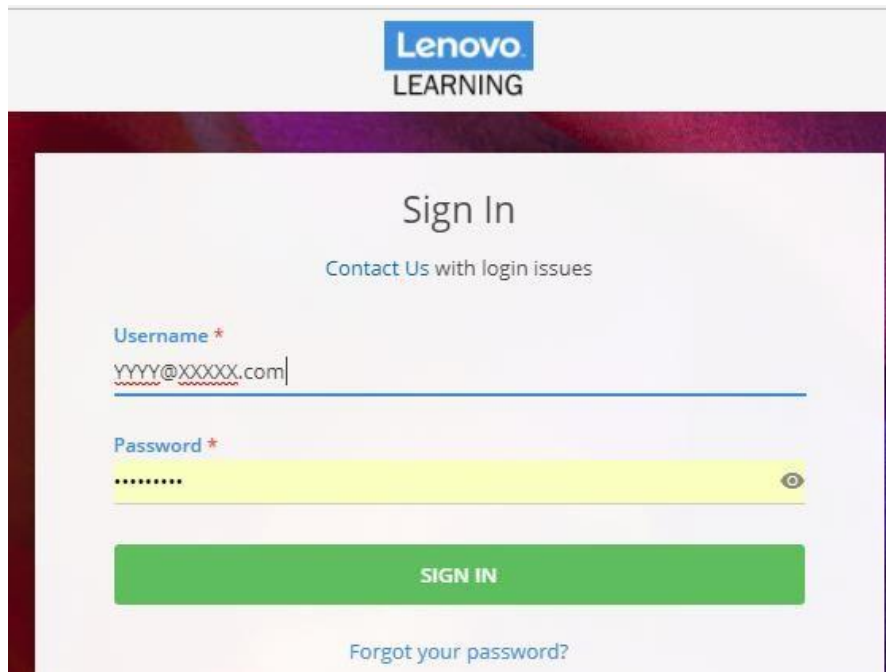 Lenovo
LEARNING
Sign In
Contact Us with login issues
Username *
YYYY@XXXXX.com
Password *
•••••••••
SIGN IN
Forgot your password?